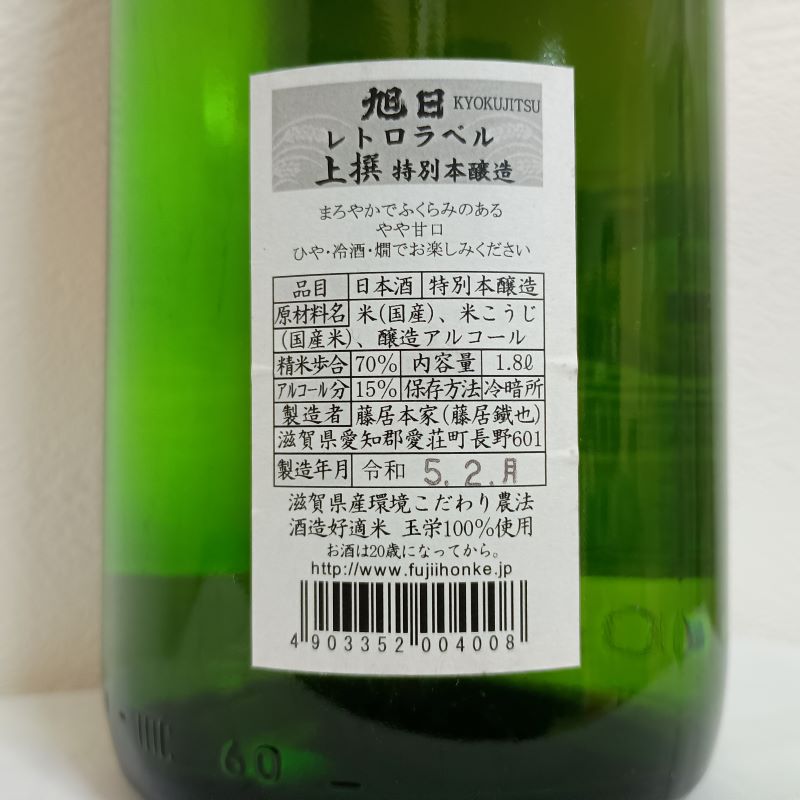 旭日 KYOKUJITSU
レトロラベル
上撰 特別本醸造
まろやかでふくらみのある
やや甘口
ひや・冷酒・燗でお楽しみください
品目 日本酒 特別本醸造
原材料名 米(国産)、米こうじ
(国産米)、醸造アルコール
精米歩合 70% 内容量 1.8ℓ
アルコール分 15% 保存方法 冷暗所
製造者 藤居本家(藤居鐵也)
滋賀県愛知郡愛荘町長野601
製造年月 令和 5.2.月
滋賀県産環境こだわり農法
酒造好適米 玉栄100%使用
お酒は20歳になってから。
http://www.fujiihonke.jp
4 903352 004008
60